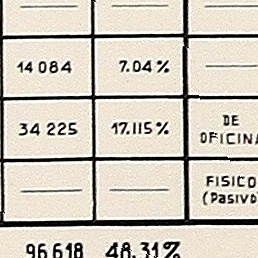 14 084 7.04 %
34 225 17.115 % DE
OFICINA
FISICO
(Pasivo
96 618 48.31 %